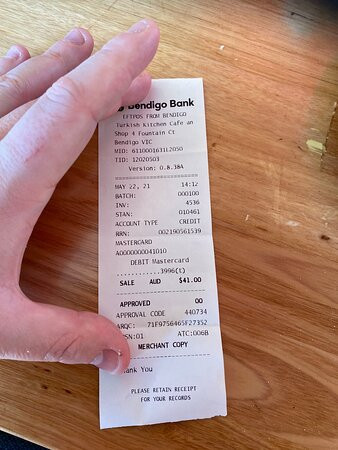 Bendigo Bank
EFTPOS FROM BENDIGO
Turkish Kitchen Cafe an
Shop 4 Fountain Ct
Bendigo VIC
MID: 611000163112050
TID: 12020503
Version: 0.8.38A
MAY 22, 21 14:12
BATCH: 000100
INV: 4536
STAN: 010461
ACCOUNT TYPE CREDIT
RRN: 002190561539
MASTERCARD
A0000000041010
DEBIT Mastercard
............3996(t)
SALE AUD $41.00
APPROVED 00
APPROVAL CODE 440734
ARQC: 71F9756465F27352
SN:01 ATC:006B
MERCHANT COPY
hank You
PLEASE RETAIN RECEIPT
FOR YOUR RECORDS